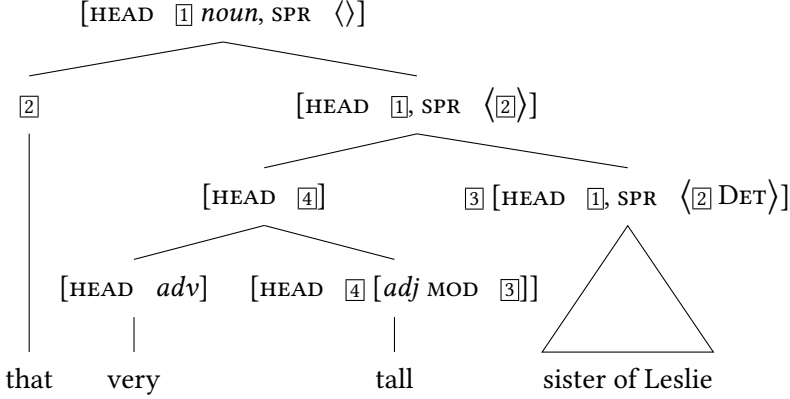 [HEAD 1 noun, SPR ⟨⟩]
2 [HEAD 1, SPR ⟨2⟩]
[HEAD 4] 3 [HEAD 1, SPR ⟨2 DET⟩]
[HEAD adv] [HEAD 4 [adj MOD 3]]
that very tall sister of Leslie